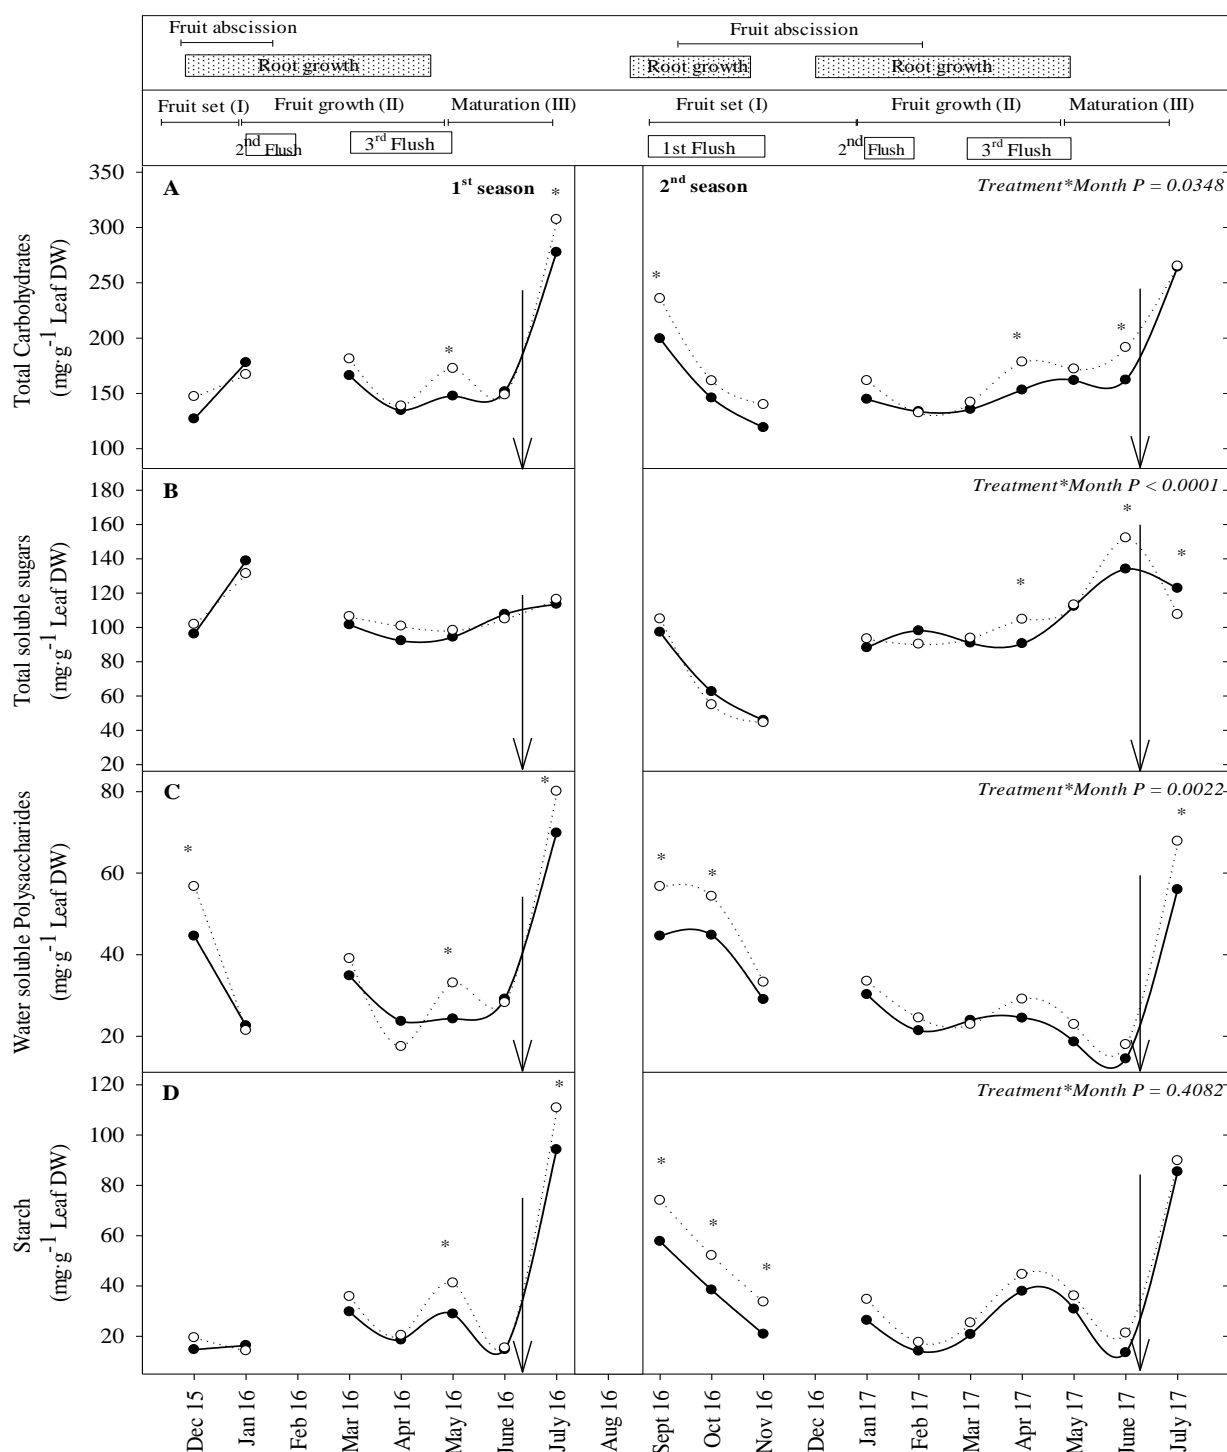 Fruit abscission
Fruit abscission
Root growth
Root growth
Root growth
Fruit set (I)
Fruit growth (II)
Maturation (III)
Fruit set (I)
Fruit growth (II)
Maturation (III)
2nd Flush
3rd Flush
1st Flush
2nd Flush
3rd Flush
A
1st season
*
2nd season
Treatment*Month P = 0.0348
Total Carbohydrates
(mg·g-1 Leaf DW)
350
300
250
200
150
100
*
*
*
*
B
Treatment*Month P < 0.0001
Total soluble sugars
(mg·g-1 Leaf DW)
180
160
140
120
100
80
60
40
20
*
*
*
C
Treatment*Month P = 0.0022
Water soluble Polysaccharides
(mg·g-1 Leaf DW)
80
60
40
20
*
*
*
*
*
*
D
Treatment*Month P = 0.4082
Starch
(mg·g-1 Leaf DW)
120
100
80
60
40
20
*
*
*
*
*
Dec 15
Jan 16
Feb 16
Mar 16
Apr 16
May 16
June 16
July 16
Aug 16
Sept 16
Oct 16
Nov 16
Dec 16
Jan 17
Feb 17
Mar 17
Apr 17
May 17
June 17
July 17